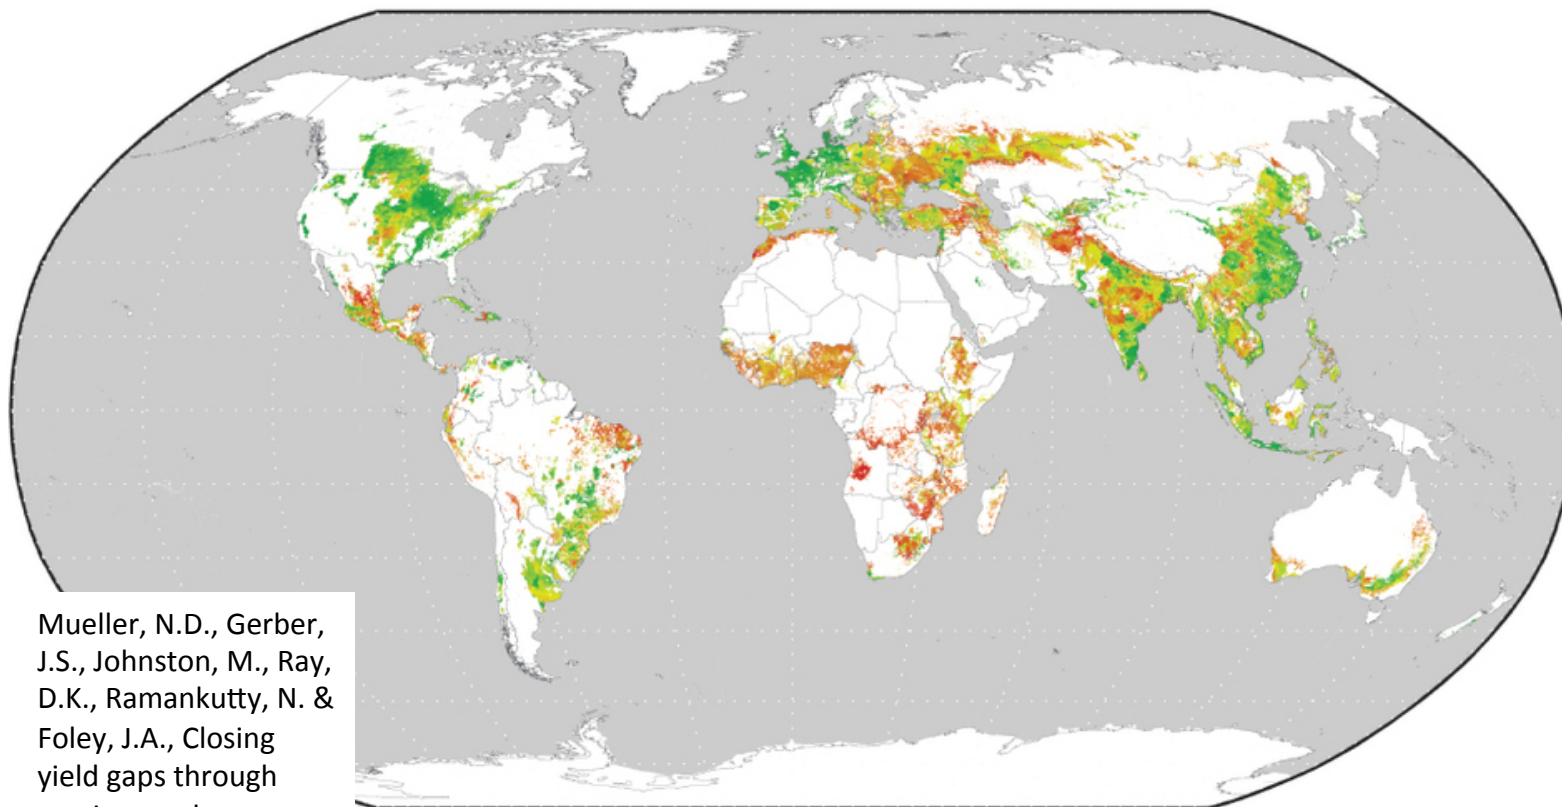 Mueller, N.D., Gerber,
J.S., Johnston, M., Ray,
D.K., Ramankutty, N. &
Foley, J.A., Closing
yield gaps through